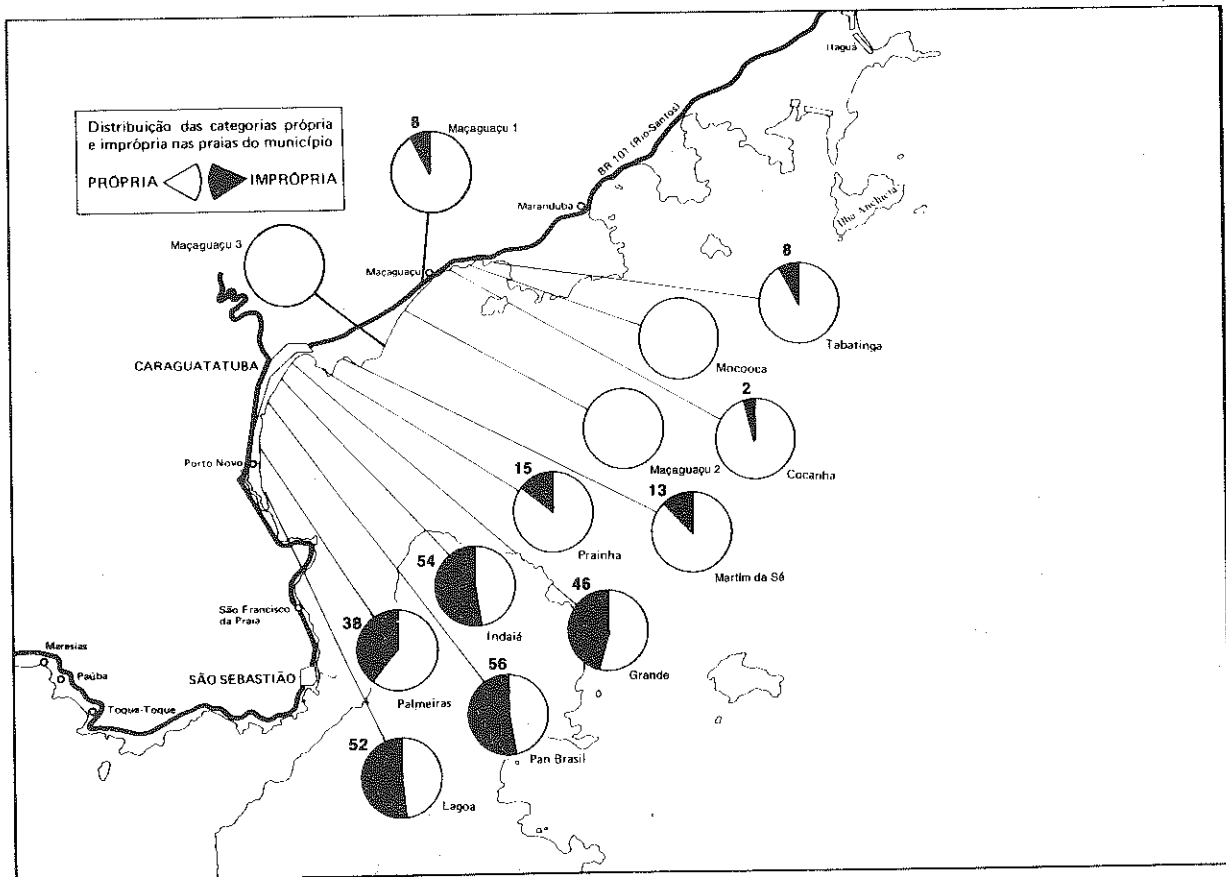 Itaguá
Distribuição das categorias própria
e imprópria nas praias do município
PRÓPRIA
IMPRÓPRIA
8
Maçaguaçu 1
BR 101 (Rio-Santos)
Maranduba
Ilha Anchieta
Maçaguaçu 3
Maçaguaçu
8
Tabatinga
Mocooca
CARAGUATATUBA
2
Cocanha
Maçaguaçu 2
Porto Novo
15
Prainha
13
Martim de Sá
54
Indaiá
46
Grande
São Francisco
da Praia
38
Palmeiras
Maresias
Paúba
SÃO SEBASTIÃO
56
Pan Brasil
Toque-Toque
52
Lagoa